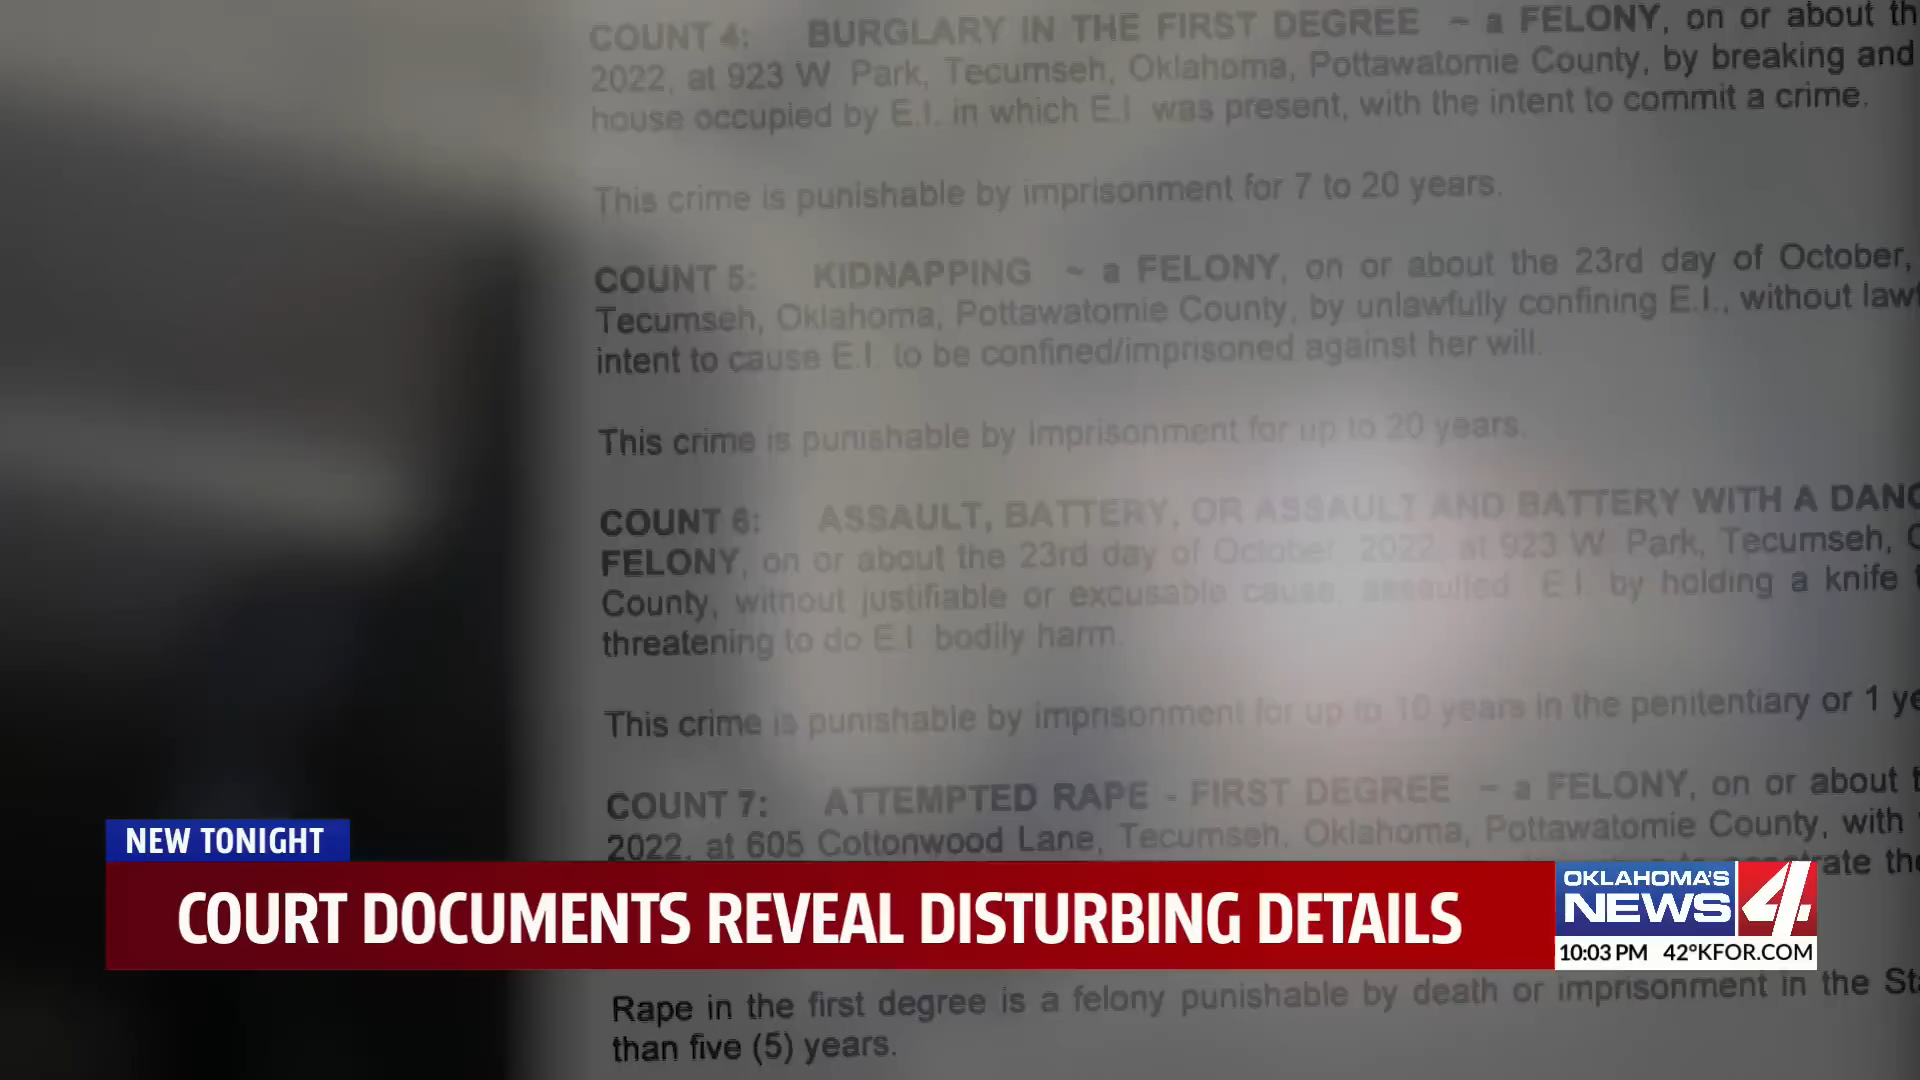 COUNT 4: BURGLARY IN THE FIRST DEGREE ~ a FELONY, on or about th
2022, at 923 W Park, Tecumseh, Oklahoma, Pottawatomie County, by breaking and
house occupied by E.I. in which E.I was present, with the intent to commit a crime.
This crime is punishable by imprisonment for 7 to 20 years.
COUNT 5: KIDNAPPING ~ a FELONY, on or about the 23rd day of October,
Tecumseh, Oklahoma, Pottawatomie County, by unlawfully confining E.I., without lawf
intent to cause E.I. to be confined/imprisoned against her will.
This crime is punishable by imprisonment for up to 20 years.
COUNT 6: ASSAULT, BATTERY, OR ASSAULT AND BATTERY WITH A DANG
FELONY, on or about the 23rd day of October, 2022, at 923 W Park, Tecumseh, O
County, without justifiable or excusable cause, assaulted E.I. by holding a knife t
threatening to do E.I bodily harm.
This crime is punishable by imprisonment for up to 10 years in the penitentiary or 1 ye
COUNT 7: ATTEMPTED RAPE - FIRST DEGREE ~ a FELONY, on or about t
2022, at 605 Cottonwood Lane, Tecumseh, Oklahoma, Pottawatomie County, with
the
NEW TONIGHT
COURT DOCUMENTS REVEAL DISTURBING DETAILS
OKLAHOMA'S
NEWS 4
10:03 PM 42° KFOR.COM
Rape in the first degree is a felony punishable by death or imprisonment in the Sta
than five (5) years.